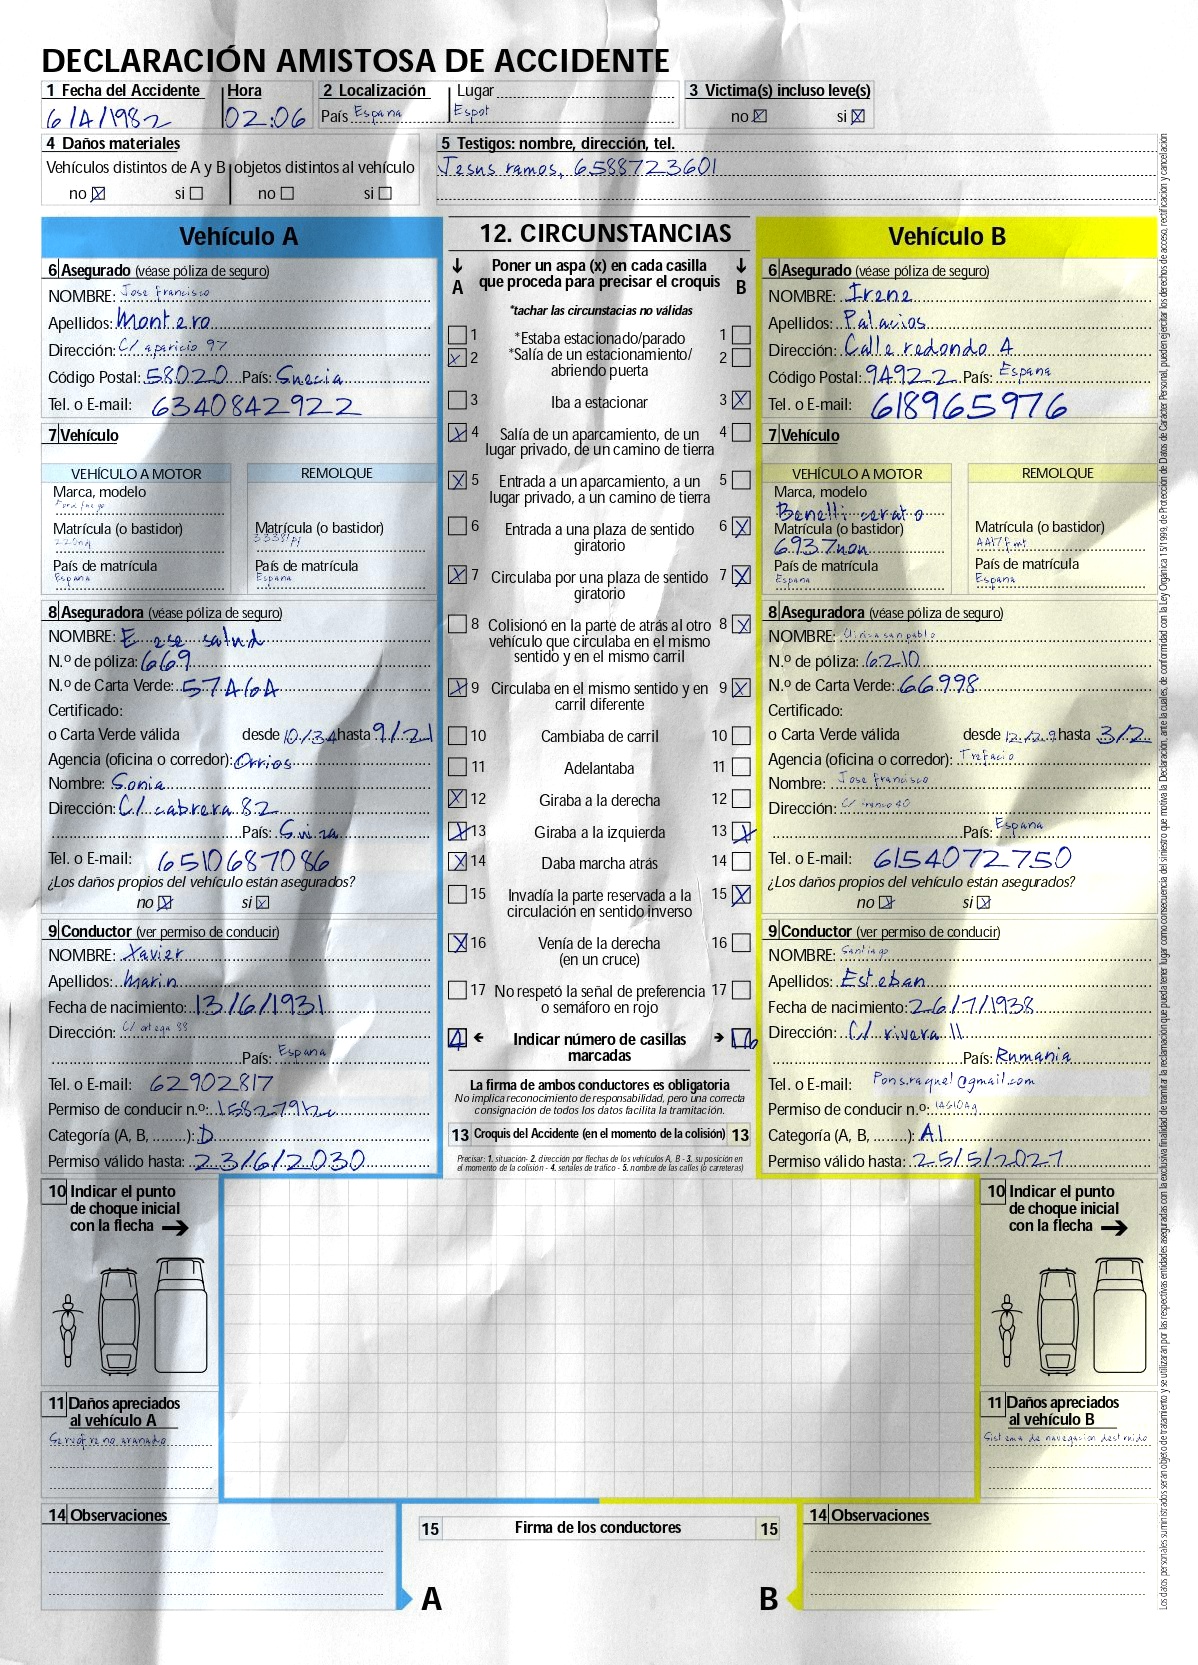 DECLARACIÓN AMISTOSA DE ACCIDENTE
1 Fecha del Accidente Hora 2 Localización Lugar 3 Victima(s) incluso leve(s)
6/4/1982 02:06 País España Espot no si
4 Daños materiales
Vehículos distintos de A y B objetos distintos al vehículo
no si no si
5 Testigos: nombre, dirección, tel.
Jesus ramos, 6588723601
Vehículo A
6 Asegurado (véase póliza de seguro)
NOMBRE: Jose Francisco
Apellidos: Montero
Dirección: C/ aparicio 97
Código Postal: 58020 País: Suecia
Tel. o E-mail: 6340842922
7 Vehículo
VEHÍCULO A MOTOR REMOLQUE
Marca, modelo
Matrícula (o bastidor) Matrícula (o bastidor)
País de matrícula País de matrícula
España España
8 Aseguradora (véase póliza de seguro)
NOMBRE: E ese salud
N.º de póliza: 669
N.º de Carta Verde: 57464
Certificado:
o Carta Verde válida desde 10/34 hasta 9/21
Agencia (oficina o corredor): Orrios
Nombre: Sonia
Dirección: C/ cabrera 82
País: Suiza
Tel. o E-mail: 6510687086
¿Los daños propios del vehículo están asegurados?
no si
9 Conductor (ver permiso de conducir)
NOMBRE: Xavier
Apellidos: Marin
Fecha de nacimiento: 13/6/1931
Dirección: C/ ortega 88
País: España
Tel. o E-mail: 62902817
Permiso de conducir n.º:
Categoría (A, B, ........): D
Permiso válido hasta: 23/6/2030
12. CIRCUNSTANCIAS
A Poner un aspa (x) en cada casilla que proceda para precisar el croquis B
*tachar las circunstacias no válidas
1 *Estaba estacionado/parado 1
2 *Salía de un estacionamiento/ 2
abriendo puerta
3 Iba a estacionar 3
4 Salía de un aparcamiento, de un 4
lugar privado, de un camino de tierra
5 Entrada a un aparcamiento, a un 5
lugar privado, a un camino de tierra
6 Entrada a una plaza de sentido 6
giratorio
7 Circulaba por una plaza de sentido 7
giratorio
8 Colisionó en la parte de atrás al otro 8
vehículo que circulaba en el mismo
sentido y en el mismo carril
9 Circulaba en el mismo sentido y en 9
carril diferente
10 Cambiaba de carril 10
11 Adelantaba 11
12 Giraba a la derecha 12
13 Giraba a la izquierda 13
14 Daba marcha atrás 14
15 Invadía la parte reservada a la 15
circulación en sentido inverso
16 Venía de la derecha 16
(en un cruce)
17 No respetó la señal de preferencia 17
o semáforo en rojo
4 Indicar número de casillas 16
marcadas
La firma de ambos conductores es obligatoria
No implica reconocimiento de responsabilidad, pero una correcta
consignación de todos los datos facilita la tramitación.
13 Croquis del Accidente (en el momento de la colisión) 13
Precisar: 1. situación- 2. dirección por flechas de los vehículos A, B - 3. su posición en
el momento de la colisión - 4. señales de tráfico - 5. nombre de las calles (o carreteras)
Vehículo B
6 Asegurado (véase póliza de seguro)
NOMBRE: Irene
Apellidos: Palacios
Dirección: Calle redondo 4
Código Postal: 94922 País: España
Tel. o E-mail: 618965976
7 Vehículo
VEHÍCULO A MOTOR REMOLQUE
Marca, modelo
Benelli cerato
Matrícula (o bastidor) Matrícula (o bastidor)
6937non
País de matrícula País de matrícula
España España
8 Aseguradora (véase póliza de seguro)
NOMBRE: Clinica san pablo
N.º de póliza: 6210
N.º de Carta Verde: 66998
Certificado:
o Carta Verde válida desde 12/29 hasta 3/2
Agencia (oficina o corredor): Trefacio
Nombre: Jose Francisco
Dirección: C/ franco 40
País: España
Tel. o E-mail: 6154072750
¿Los daños propios del vehículo están asegurados?
no si
9 Conductor (ver permiso de conducir)
NOMBRE: Santiago
Apellidos: Esteban
Fecha de nacimiento: 26/7/1938
Dirección: C/ rivera 11
País: Rumania
Tel. o E-mail: Pons.raquel@gmail.com
Permiso de conducir n.º:
Categoría (A, B, ........): A1
Permiso válido hasta: 25/5/2027
10 Indicar el punto
de choque inicial
con la flecha
11 Daños apreciados
al vehículo A
Servofreno aranado
10 Indicar el punto
de choque inicial
con la flecha
11 Daños apreciados
al vehículo B
Sistema de navegacion destruido
14 Observaciones
15 Firma de los conductores 15
A B
14 Observaciones
Los datos personales suministrados seran objeto de tratamiento y se utilizaran por las respectivas entidades aseguradas con la exclusiva finalidad de tramitar la reclamación que pueda tener lugar como consecuencia del siniestro que motiva la Declaración, ante la cuales, de conformidad con la Ley Orgánica 15/1999, de Protección de Datos de Carácter Personal, pueden ejercitar los derechos de acceso, rectificación y cancelación